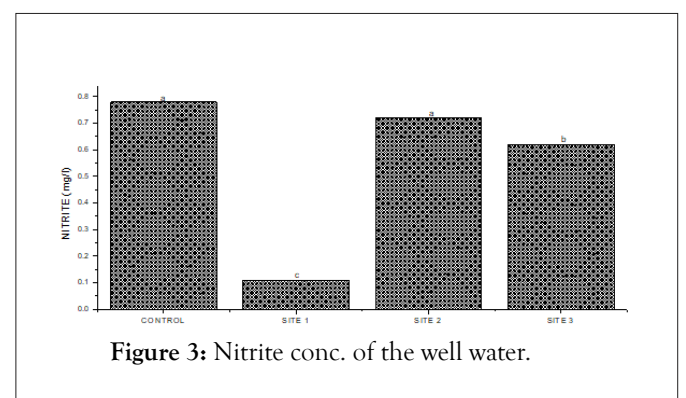 0.8
0.7
0.6
0.5
0.4
0.3
0.2
0.1
0.0
NITRITE (mg/l)
a
c
a
b
CONTROL SITE 1 SITE 2 SITE 3
Figure 3: Nitrite conc. of the well water.